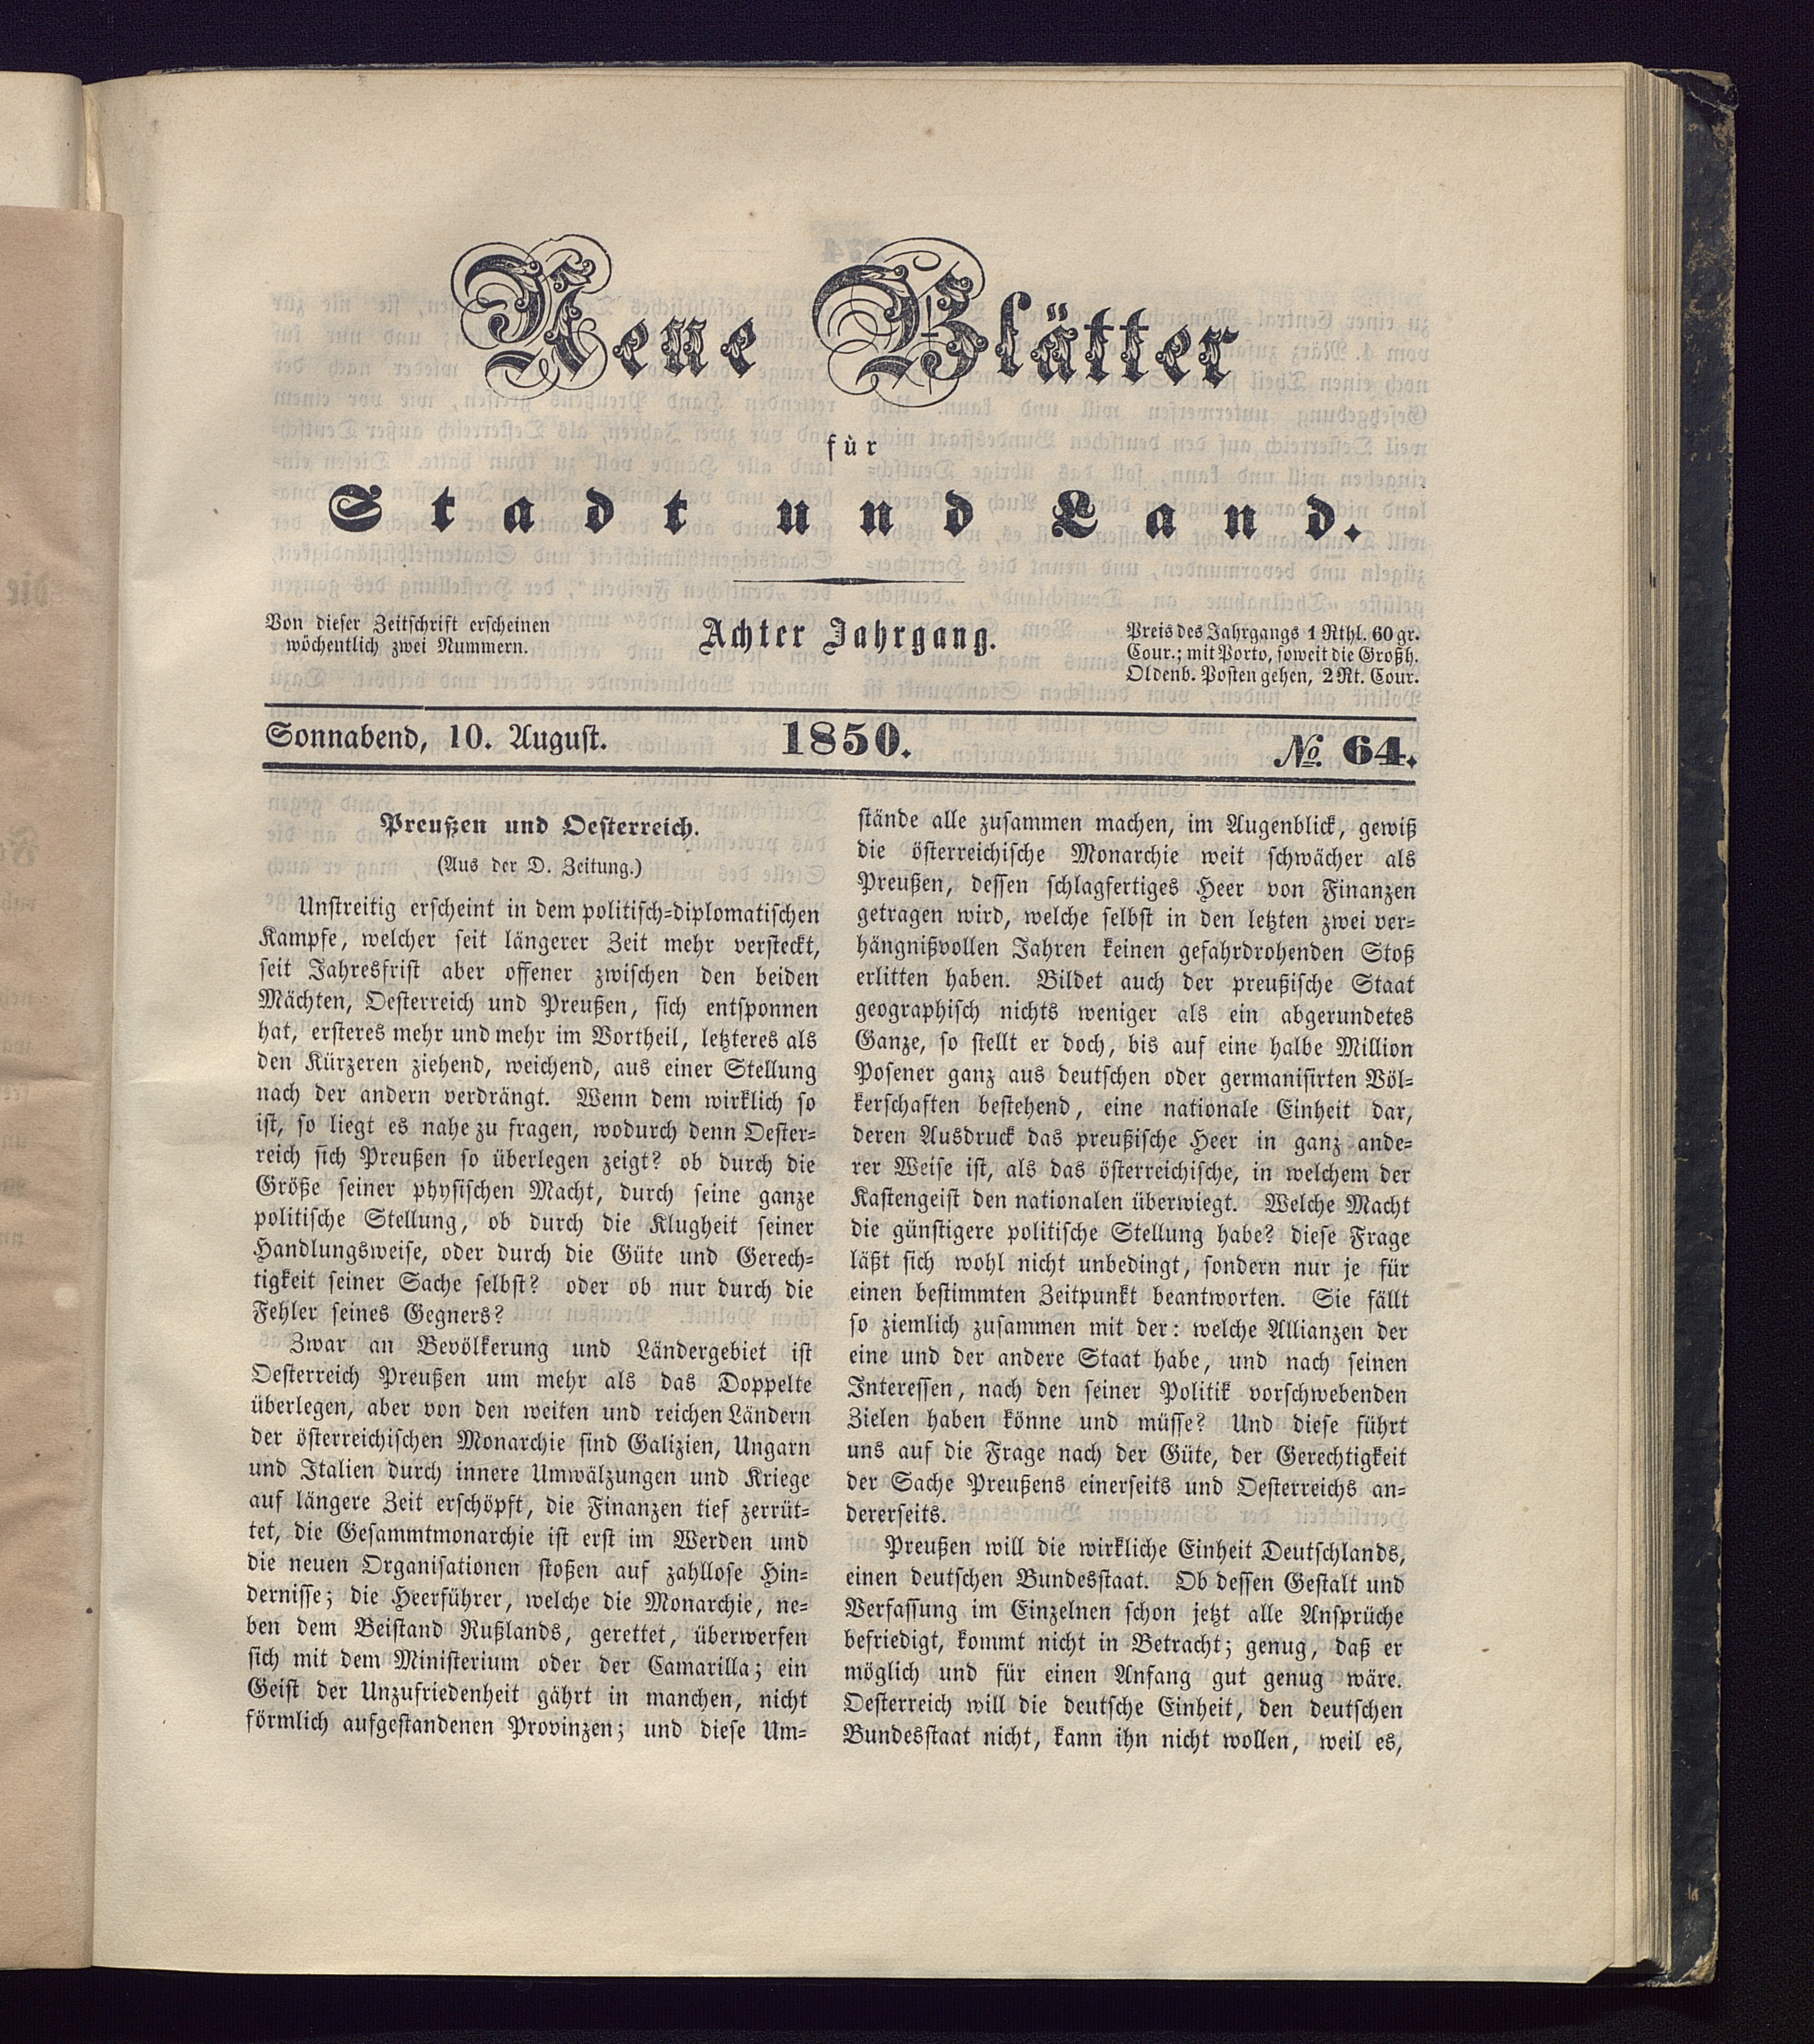 Neue Blätter
für
Stadt und Land.
Von dieser Zeitschrift erscheinen
wöchentlich zwei Nummern.
Achter Jahrgang.
Preis des Jahrgangs 1 Rthl. 60 gr.
Cour.; mit Porto, soweit die Großh.
Oldenb. Posten gehen, 2 Rt. Cour.
Sonnabend, 10. August. 1850. № 64.
Preußen und Oesterreich.
(Aus der D. Zeitung.)
Unstreitig erscheint in dem politisch=diplomatischen
Kampfe, welcher seit längerer Zeit mehr versteckt,
seit Jahresfrist aber offener zwischen den beiden
Mächten, Oesterreich und Preußen, sich entsponnen
hat, ersteres mehr und mehr im Vortheil, letzteres als
den Kürzeren ziehend, weichend, aus einer Stellung
nach der andern verdrängt. Wenn dem wirklich so
ist, so liegt es nahe zu fragen, wodurch denn Oester=
reich sich Preußen so überlegen zeigt? ob durch die
Größe seiner physischen Macht, durch seine ganze
politische Stellung, ob durch die Klugheit seiner
Handlungsweise, oder durch die Güte und Gerech=
tigkeit seiner Sache selbst? oder ob nur durch die
Fehler seines Gegners?
Zwar an Bevölkerung und Ländergebiet ist
Oesterreich Preußen um mehr als das Doppelte
überlegen, aber von den weiten und reichen Ländern
der österreichischen Monarchie sind Galizien, Ungarn
und Italien durch innere Umwälzungen und Kriege
auf längere Zeit erschöpft, die Finanzen tief zerrüt=
tet, die Gesammtmonarchie ist erst im Werden und
die neuen Organisationen stoßen auf zahllose Hin=
dernisse; die Heerführer, welche die Monarchie, ne=
ben dem Beistand Rußlands, gerettet, überwerfen
sich mit dem Ministerium oder der Camarilla; ein
Geist der Unzufriedenheit gährt in manchen, nicht
förmlich aufgestandenen Provinzen; und diese Um=
stände alle zusammen machen, im Augenblick, gewiß
die österreichische Monarchie weit schwächer als
Preußen, dessen schlagfertiges Heer von Finanzen
getragen wird, welche selbst in den letzten zwei ver=
hängnißvollen Jahren keinen gefahrdrohenden Stoß
erlitten haben. Bildet auch der preußische Staat
geographisch nichts weniger als ein abgerundetes
Ganze, so stellt er doch, bis auf eine halbe Million
Posener ganz aus deutschen oder germanisirten Völ=
kerschaften bestehend, eine nationale Einheit dar,
deren Ausdruck das preußische Heer in ganz ande=
rer Weise ist, als das österreichische, in welchem der
Kastengeist den nationalen überwiegt. Welche Macht
die günstigere politische Stellung habe? diese Frage
läßt sich wohl nicht unbedingt, sondern nur je für
einen bestimmten Zeitpunkt beantworten. Sie fällt
so ziemlich zusammen mit der: welche Allianzen der
eine und der andere Staat habe, und nach seinen
Interessen, nach den seiner Politik vorschwebenden
Zielen haben könne und müsse? Und diese führt
uns auf die Frage nach der Güte, der Gerechtigkeit
der Sache Preußens einerseits und Oesterreichs an=
dererseits.
Preußen will die wirkliche Einheit Deutschlands,
einen deutschen Bundesstaat. Ob dessen Gestalt und
Verfassung im Einzelnen schon jetzt alle Ansprüche
befriedigt, kommt nicht in Betracht; genug, daß er
möglich und für einen Anfang gut genug wäre.
Oesterreich will die deutsche Einheit, den deutschen
Bundesstaat nicht, kann ihn nicht wollen, weil es,